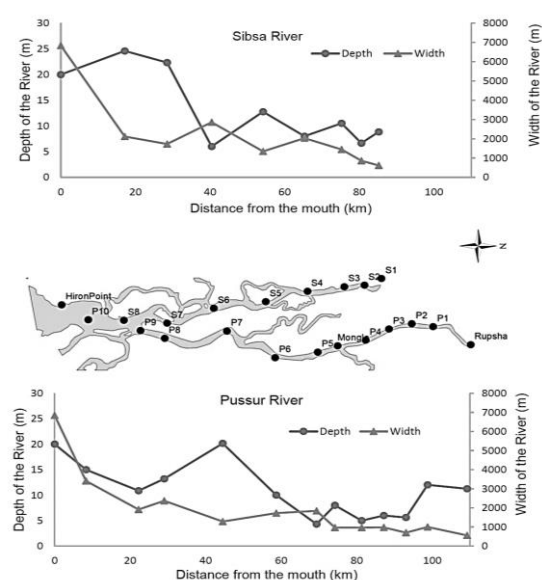 Sibsa River
Depth Width
Depth of the River (m)
30
25
20
15
10
5
0
Width of the River (m)
8000
7000
6000
5000
4000
3000
2000
1000
0
0 20 40 60 80 100
Distance from the mouth (km)
N
HironPoint
P10
S8
P9
S7
P8
S6
P7
S5
S4
S3
S2
S1
P6
P5
Mongla
P4
P3
P2
P1
Rupsha
Pussur River
Depth Width
Depth of the River (m)
30
25
20
15
10
5
0
Width of the River (m)
8000
7000
6000
5000
4000
3000
2000
1000
0
0 20 40 60 80 100
Distance from the mouth (km)